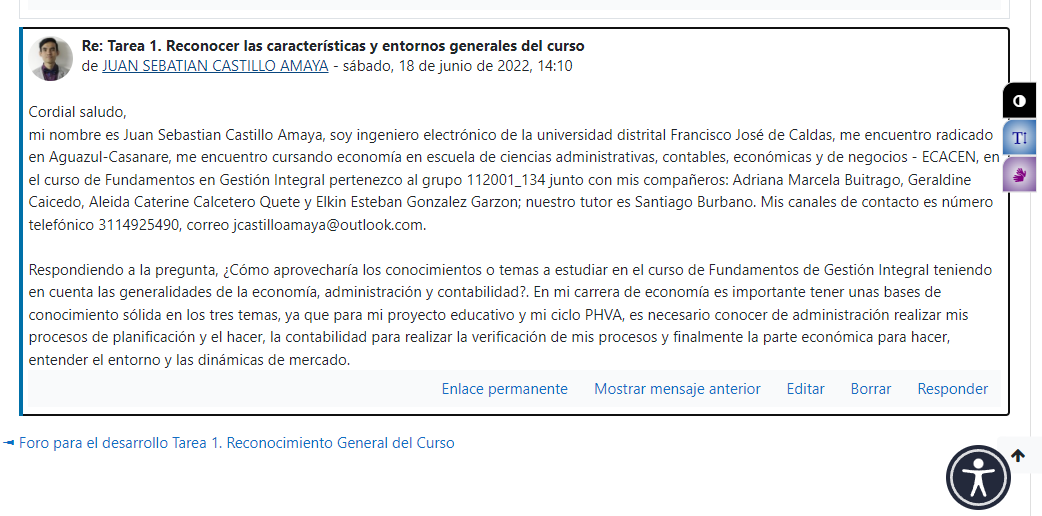 Re: Tarea 1. Reconocer las características y entornos generales del curso
de JUAN SEBATIAN CASTILLO AMAYA - sábado, 18 de junio de 2022, 14:10
Cordial saludo,
mi nombre es Juan Sebastian Castillo Amaya, soy ingeniero electrónico de la universidad distrital Francisco José de Caldas, me encuentro radicado
en Aguazul-Casanare, me encuentro cursando economía en escuela de ciencias administrativas, contables, económicas y de negocios - ECACEN, en
el curso de Fundamentos en Gestión Integral pertenezco al grupo 112001_134 junto con mis compañeros: Adriana Marcela Buitrago, Geraldine
Caicedo, Aleida Caterine Calcetero Quete y Elkin Esteban Gonzalez Garzon; nuestro tutor es Santiago Burbano. Mis canales de contacto es número
telefónico 3114925490, correo jcastilloamaya@outlook.com.
Respondiendo a la pregunta, ¿Cómo aprovecharía los conocimientos o temas a estudiar en el curso de Fundamentos de Gestión Integral teniendo
en cuenta las generalidades de la economía, administración y contabilidad?. En mi carrera de economía es importante tener unas bases de
conocimiento sólida en los tres temas, ya que para mi proyecto educativo y mi ciclo PHVA, es necesario conocer de administración realizar mis
procesos de planificación y el hacer, la contabilidad para realizar la verificación de mis procesos y finalmente la parte económica para hacer,
entender el entorno y las dinámicas de mercado.
Enlace permanente Mostrar mensaje anterior Editar Borrar Responder
◄ Foro para el desarrollo Tarea 1. Reconocimiento General del Curso